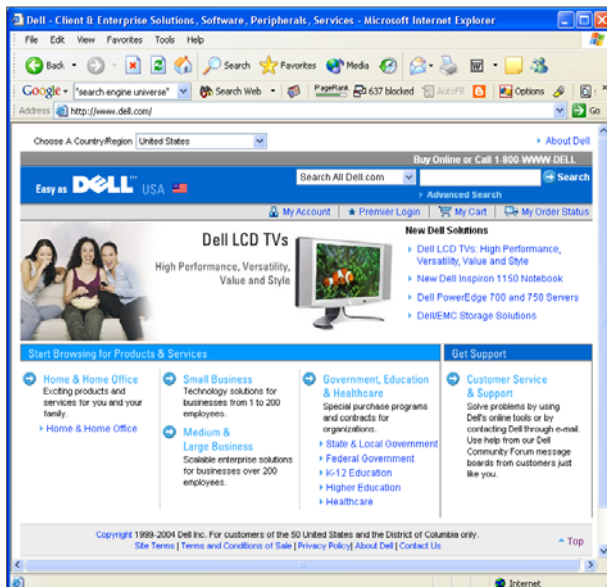 Dell - Client & Enterprise Solutions, Software, Peripherals, Services - Microsoft Internet Explorer
File Edit View Favorites Tools Help
Back Search Favorites Media
Google "search engine universe" Search Web PageRank 637 blocked AutoFill Options
Address http://www.dell.com/ Go
Choose A Country/Region United States About Dell
Buy Online or Call 1-800-WWW-DELL
Easy as DELL™ USA Search All Dell.com Search
Advanced Search
My Account | Premier Login | My Cart | My Order Status
Dell LCD TVs
High Performance, Versatility,
Value and Style
New Dell Solutions
Dell LCD TVs: High Performance,
Versatility, Value and Style
New Dell Inspiron 1150 Notebook
Dell PowerEdge 700 and 750 Servers
Dell/EMC Storage Solutions
Start Browsing for Products & Services
Home & Home Office
Exciting products and
services for you and your
family.
Home & Home Office
Small Business
Technology solutions for
businesses from 1 to 200
employees.
Medium &
Large Business
Scalable enterprise solutions
for businesses over 200
employees.
Government, Education
& Healthcare
Special purchase programs
and contracts for
organizations.
State & Local Government
Federal Government
K-12 Education
Higher Education
Healthcare
Get Support
Customer Service
& Support
Solve problems by using
Dell's online tools or by
contacting Dell through e-mail.
Use help from our Dell
Community Forum message
boards from customers just
like you.
Copyright 1999-2004 Dell Inc. For customers of the 50 United States and the District of Columbia only.
Site Terms | Terms and Conditions of Sale | Privacy Policy| About Dell | Contact Us
Top
Internet